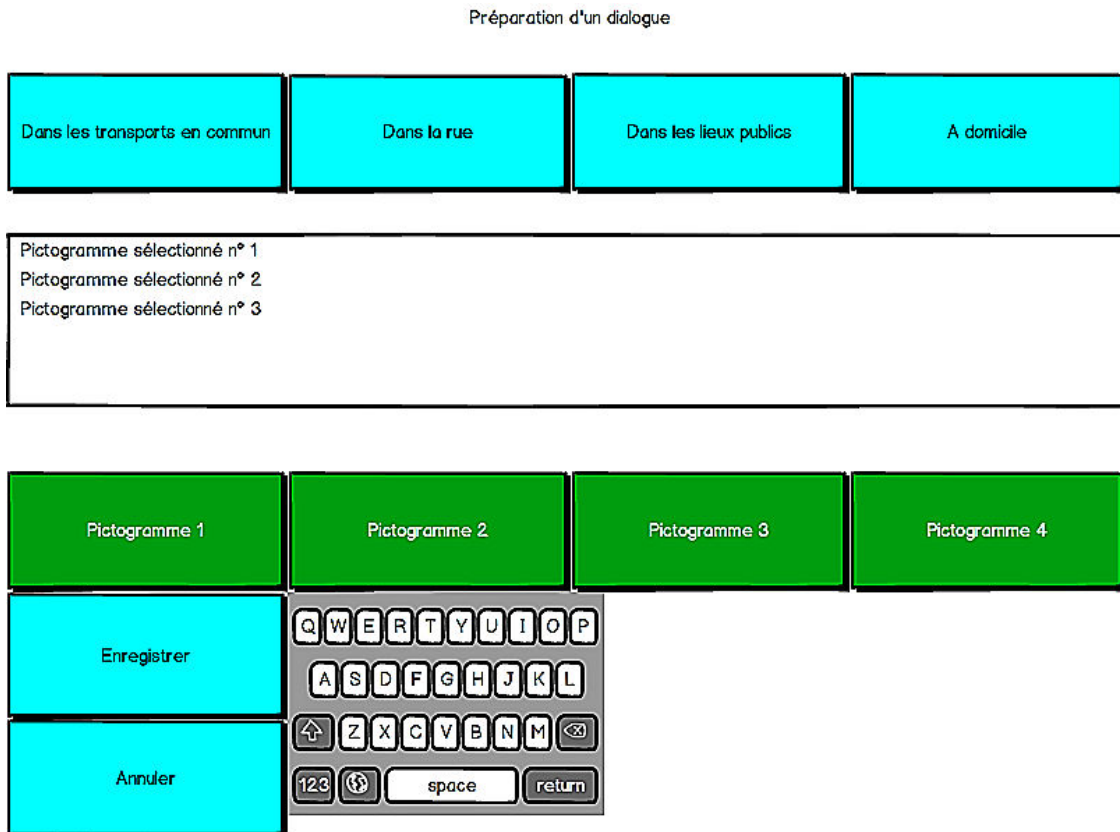 Préparation d'un dialogue
Dans les transports en commun
Dans la rue
Dans les lieux publics
A domicile
Pictogramme sélectionné n° 1
Pictogramme sélectionné n° 2
Pictogramme sélectionné n° 3
Pictogramme 1
Pictogramme 2
Pictogramme 3
Pictogramme 4
Enregistrer
Annuler
Q W E R T Y U I O P
A S D F G H J K L
Z X C V B N M
123 space return